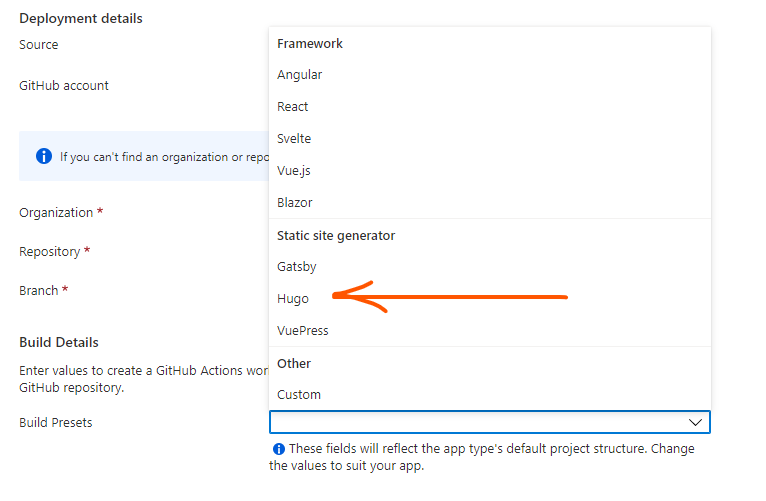 Deployment details
Source
GitHub account
If you can't find an organization or repo
Organization *
Repository *
Branch *
Build Details
Enter values to create a GitHub Actions wor
GitHub repository.
Build Presets
Framework
Angular
React
Svelte
Vue.js
Blazor
Static site generator
Gatsby
Hugo
VuePress
Other
Custom
These fields will reflect the app type's default project structure. Change
the values to suit your app.